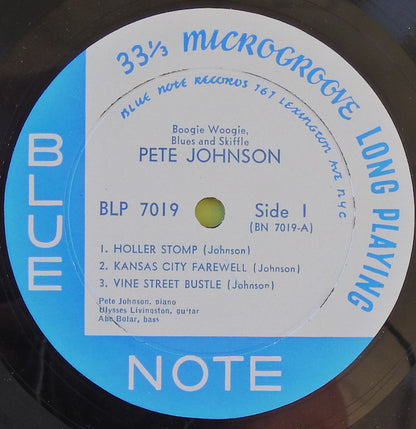 33⅓ MICROGROOVE LONG PLAYING
BLUE NOTE RECORDS 767 LEXINGTON AVE NYC
Boogie Woogie,
Blues and Skiffle
PETE JOHNSON
BLP 7019 Side 1
(BN 7019-A)
1. HOLLER STOMP (Johnson)
2. KANSAS CITY FAREWELL (Johnson)
3. VINE STREET BUSTLE (Johnson)
Pete Johnson, piano
Ulysses Livingston, guitar
Abe Bolar, bass
BLUE
NOTE